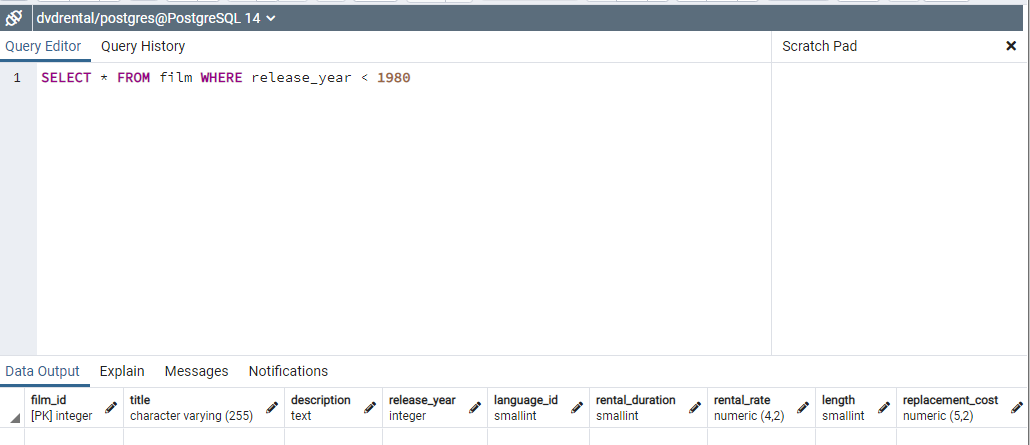 dvdrental/postgres@PostgreSQL 14
Query Editor Query History Scratch Pad
1 SELECT * FROM film WHERE release_year < 1980
Data Output Explain Messages Notifications
film_id title description release_year language_id rental_duration rental_rate length replacement_cost
[PK] integer character varying (255) text integer smallint smallint numeric (4,2) smallint numeric (5,2)